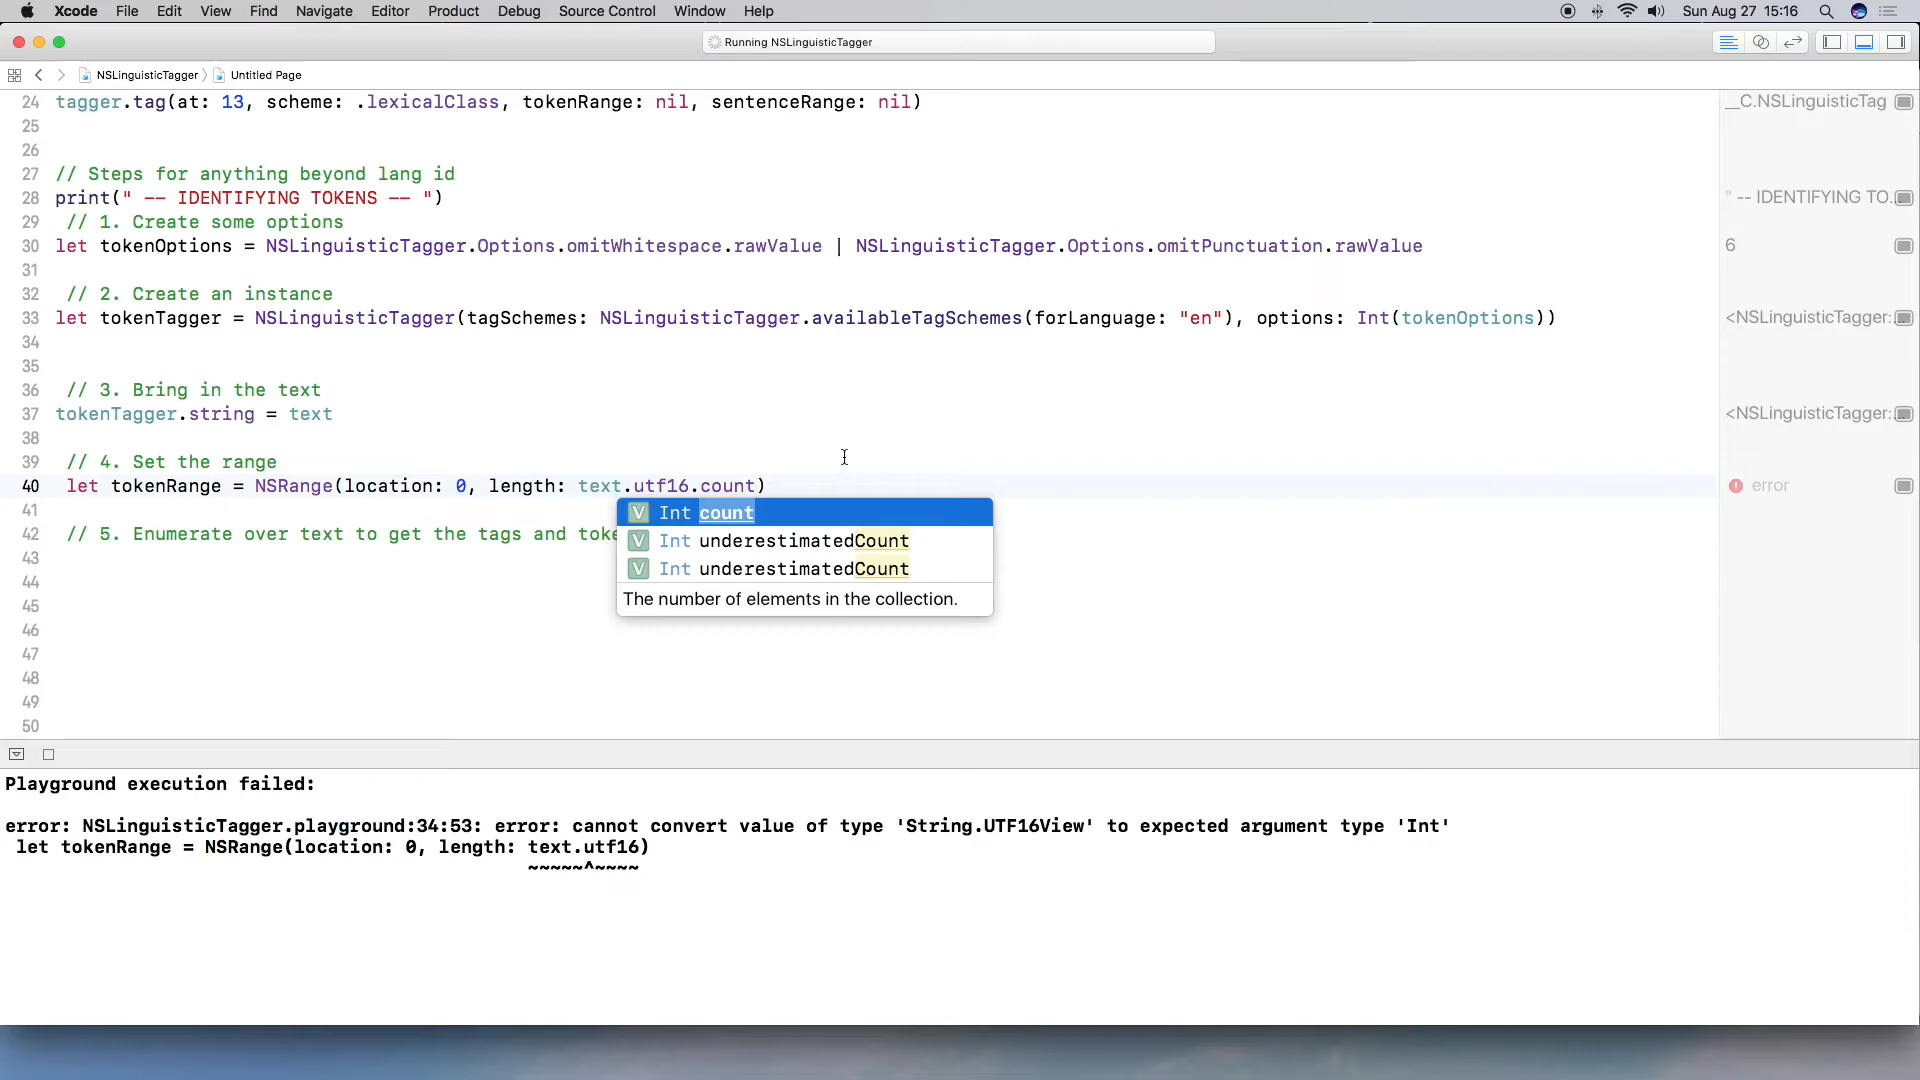 Xcode File Edit View Find Navigate Editor Product Debug Source Control Window Help Sun Aug 27 15:16
Running NSLinguisticTagger
NSLinguisticTagger Untitled Page
24 tagger.tag(at: 13, scheme: .lexicalClass, tokenRange: nil, sentenceRange: nil) __C.NSLinguisticTag
25
26
27 // Steps for anything beyond lang id
28 print(" -- IDENTIFYING TOKENS -- ") " -- IDENTIFYING TO...
29 // 1. Create some options
30 let tokenOptions = NSLinguisticTagger.Options.omitWhitespace.rawValue | NSLinguisticTagger.Options.omitPunctuation.rawValue 6
31
32 // 2. Create an instance
33 let tokenTagger = NSLinguisticTagger(tagSchemes: NSLinguisticTagger.availableTagSchemes(forLanguage: "en"), options: Int(tokenOptions)) <NSLinguisticTagger:...
34
35
36 // 3. Bring in the text
37 tokenTagger.string = text <NSLinguisticTagger:...
38
39 // 4. Set the range
40 let tokenRange = NSRange(location: 0, length: text.utf16.count) error
41 V Int count
42 // 5. Enumerate over text to get the tags and toke V Int underestimatedCount
43 V Int underestimatedCount
44 The number of elements in the collection.
45
46
47
48
49
50
Playground execution failed:
error: NSLinguisticTagger.playground:34:53: error: cannot convert value of type 'String.UTF16View' to expected argument type 'Int'
let tokenRange = NSRange(location: 0, length: text.utf16)
~~~~~^~~~~